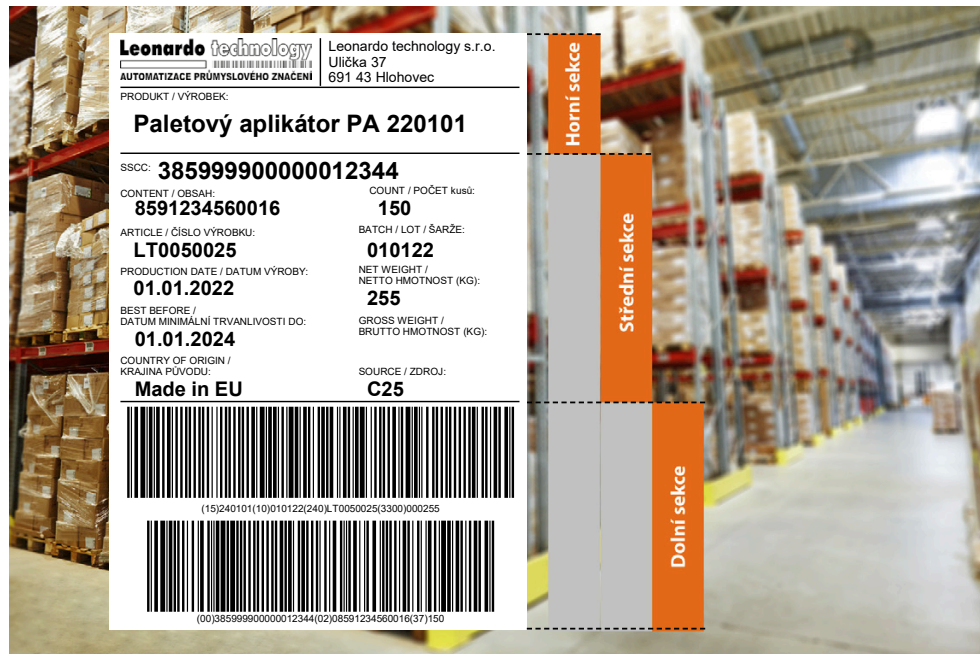 Leonardo technology
AUTOMATIZACE PRŮMYSLOVÉHO ZNAČENÍ
Leonardo technology s.r.o.
Ulička 37
691 43 Hlohovec
PRODUKT / VÝROBEK:
Paletový aplikátor PA 220101
SSCC: 385999900000012344
CONTENT / OBSAH:
8591234560016
COUNT / POČET kusů:
150
ARTICLE / ČÍSLO VÝROBKU:
LT0050025
BATCH / LOT / ŠARŽE:
010122
PRODUCTION DATE / DATUM VÝROBY:
01.01.2022
NET WEIGHT /
NETTO HMOTNOST (KG):
255
BEST BEFORE /
DATUM MINIMÁLNÍ TRVANLIVOSTI DO:
01.01.2024
GROSS WEIGHT /
BRUTTO HMOTNOST (KG):
COUNTRY OF ORIGIN /
KRAJINA PŮVODU:
Made in EU
SOURCE / ZDROJ:
C25
(15)240101(10)010122(240)LT0050025(3300)000255
(00)385999900000012344(02)08591234560016(37)150
Horní sekce
Střední sekce
Dolní sekce